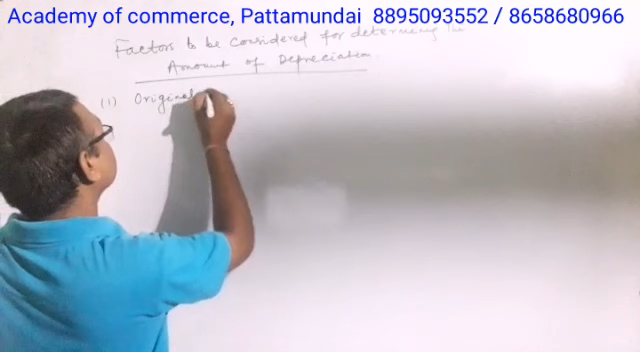 Academy of commerce, Pattamundai 8895093552 / 8658680966
Factors to be considered for determining the
Amount of Depreciation
(1) Original